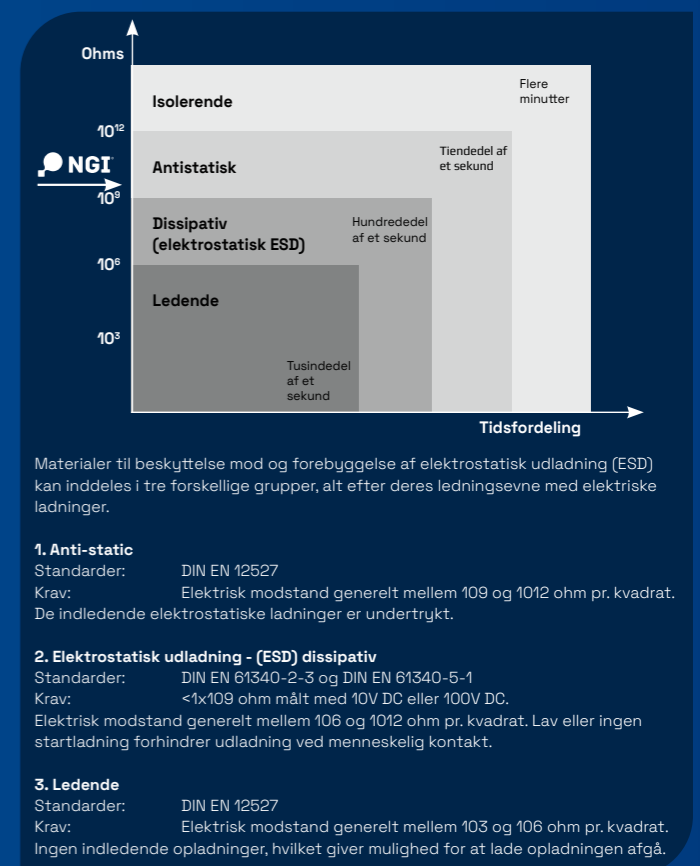 Ohms
Isolerende
Flere
minutter
10¹²
Antistatisk
Tiendedel af
et sekund
NGI
10⁹
Dissipativ
(elektrostatisk ESD)
Hundrededel
af et sekund
10⁶
Ledende
10³
Tusindedel
af et
sekund
Tidsfordeling
Materialer til beskyttelse mod og forebyggelse af elektrostatisk udladning (ESD)
kan inddeles i tre forskellige grupper, alt efter deres ledningsevne med elektriske
ladninger.
1. Anti-static
Standarder: DIN EN 12527
Krav: Elektrisk modstand generelt mellem 109 og 1012 ohm pr. kvadrat.
De indledende elektrostatiske ladninger er undertrykt.
2. Elektrostatisk udladning - (ESD) dissipativ
Standarder: DIN EN 61340-2-3 og DIN EN 61340-5-1
Krav: <1x109 ohm målt med 10V DC eller 100V DC.
Elektrisk modstand generelt mellem 106 og 1012 ohm pr. kvadrat. Lav eller ingen
startladning forhindrer udladning ved menneskelig kontakt.
3. Ledende
Standarder: DIN EN 12527
Krav: Elektrisk modstand generelt mellem 103 og 106 ohm pr. kvadrat.
Ingen indledende opladninger, hvilket giver mulighed for at lade opladningen afgå.